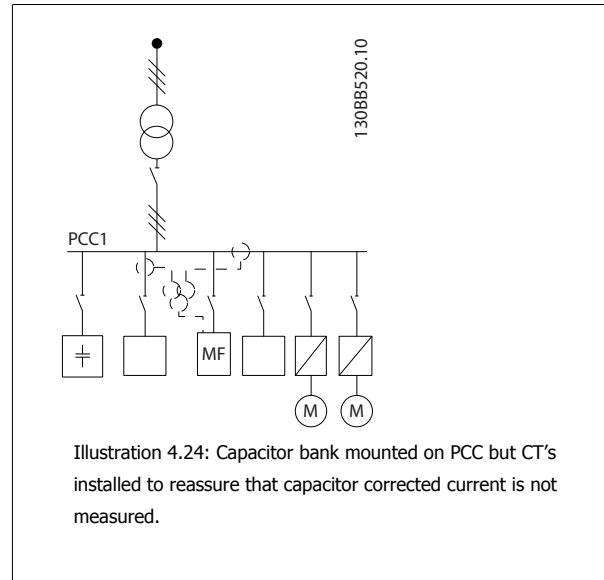 130BB520.10
PCC1
MF
M
M
Illustration 4.24: Capacitor bank mounted on PCC but CT's
installed to reassure that capacitor corrected current is not
measured.